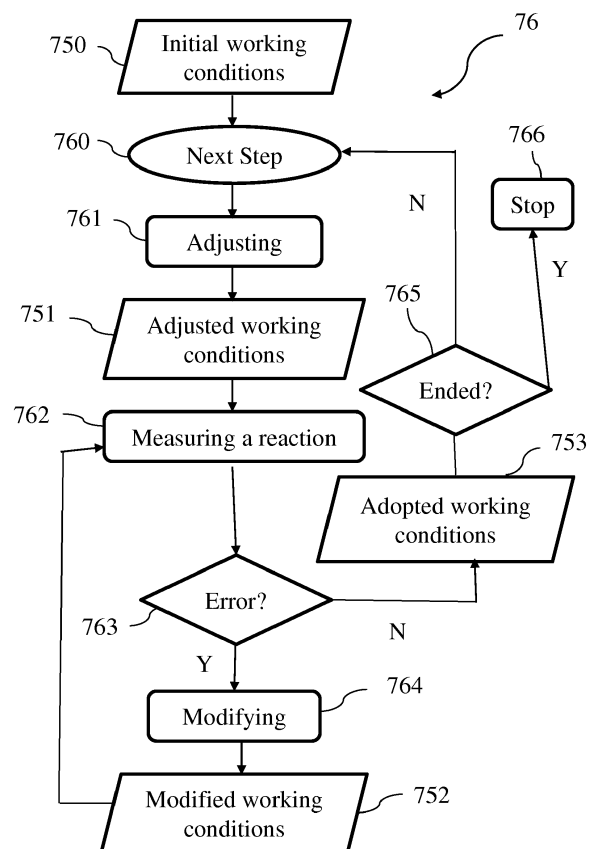 76
750
Initial working
conditions
760
Next Step
766
Stop
N
Y
761
Adjusting
751
Adjusted working
conditions
765
Ended?
762
Measuring a reaction
753
Adopted working
conditions
Error?
763
N
Y
764
Modifying
752
Modified working
conditions